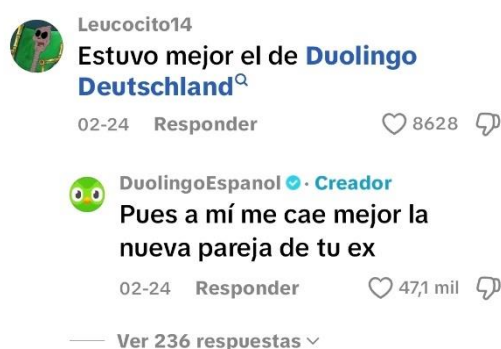 Leucocito14
Estuvo mejor el de Duolingo
Deutschland
02-24 Responder 8628
DuolingoEspanol · Creador
Pues a mí me cae mejor la
nueva pareja de tu ex
02-24 Responder 47,1 mil
Ver 236 respuestas